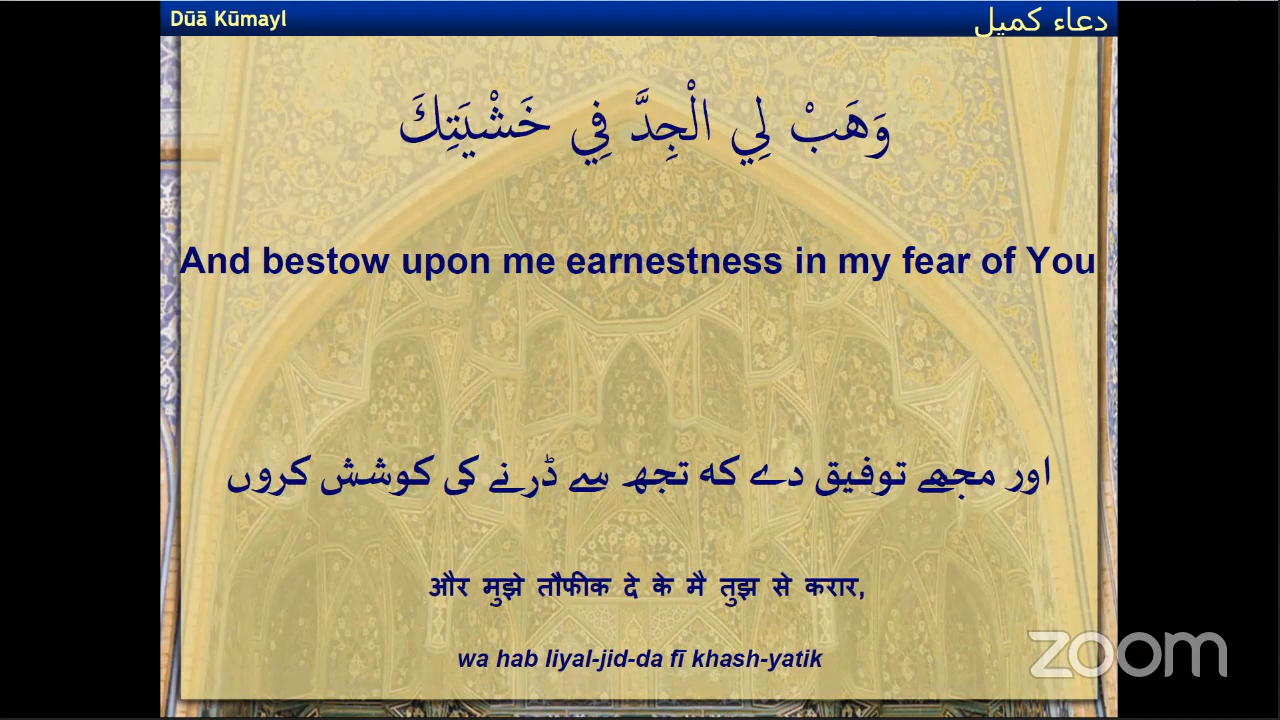 Dūā Kūmayl
دعاء كميل
وَهَبْ لِي الْجِدَّ فِي خَشْيَتِكَ
And bestow upon me earnestness in my fear of You
اور مجھے توفیق دے کہ تجھ سے ڈرنے کی کوشش کروں
और मुझे तौफीक दे के मै तुझ से करार,
wa hab liyal-jid-da fī khash-yatik
zoom